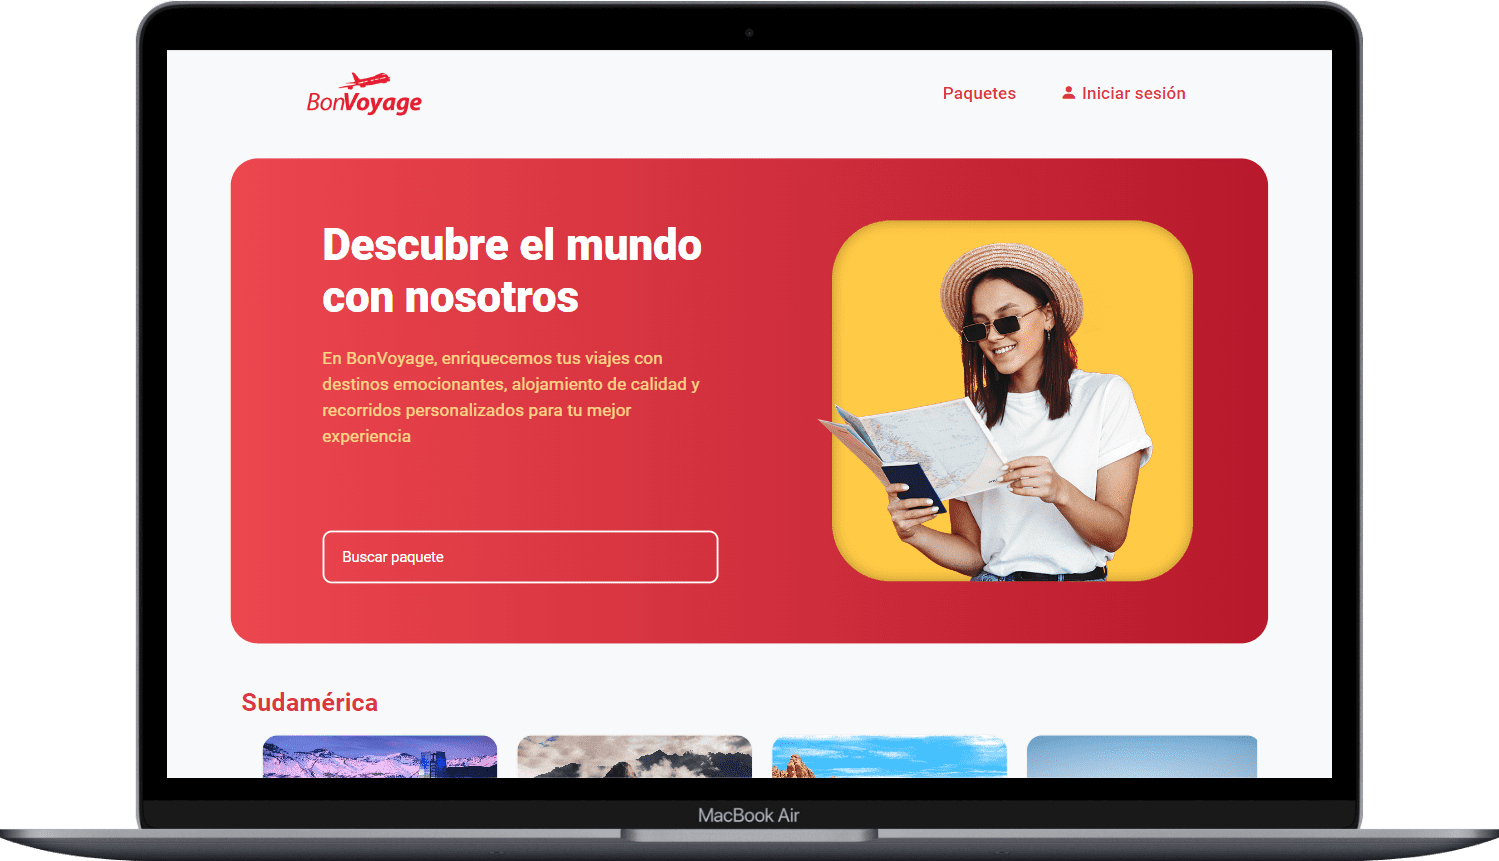 BonVoyage
Paquetes
Iniciar sesión
Descubre el mundo
con nosotros
En BonVoyage, enriquecemos tus viajes con
destinos emocionantes, alojamiento de calidad y
recorridos personalizados para tu mejor
experiencia
Buscar paquete
Sudamérica
MacBook Air